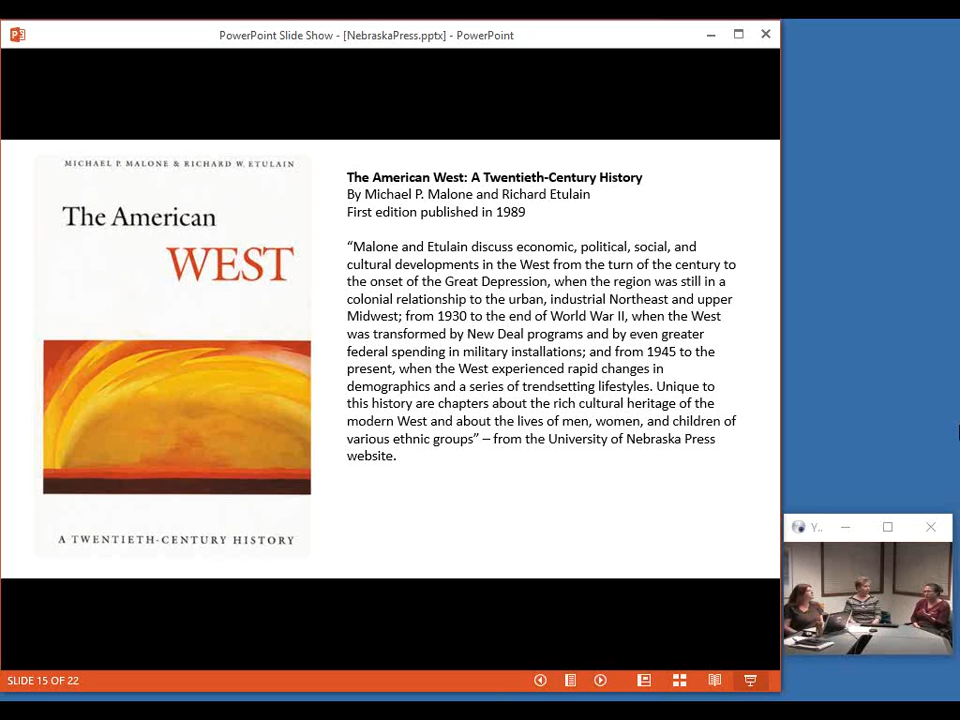 PowerPoint Slide Show - [NebraskaPress.pptx] - PowerPoint
MICHAEL P. MALONE & RICHARD W. ETULAIN
The American
WEST
A TWENTIETH-CENTURY HISTORY
The American West: A Twentieth-Century History
By Michael P. Malone and Richard Etulain
First edition published in 1989
“Malone and Etulain discuss economic, political, social, and
cultural developments in the West from the turn of the century to
the onset of the Great Depression, when the region was still in a
colonial relationship to the urban, industrial Northeast and upper
Midwest; from 1930 to the end of World War II, when the West
was transformed by New Deal programs and by even greater
federal spending in military installations; and from 1945 to the
present, when the West experienced rapid changes in
demographics and a series of trendsetting lifestyles. Unique to
this history are chapters about the rich cultural heritage of the
modern West and about the lives of men, women, and children of
various ethnic groups” – from the University of Nebraska Press
website.
Y..
SLIDE 15 OF 22